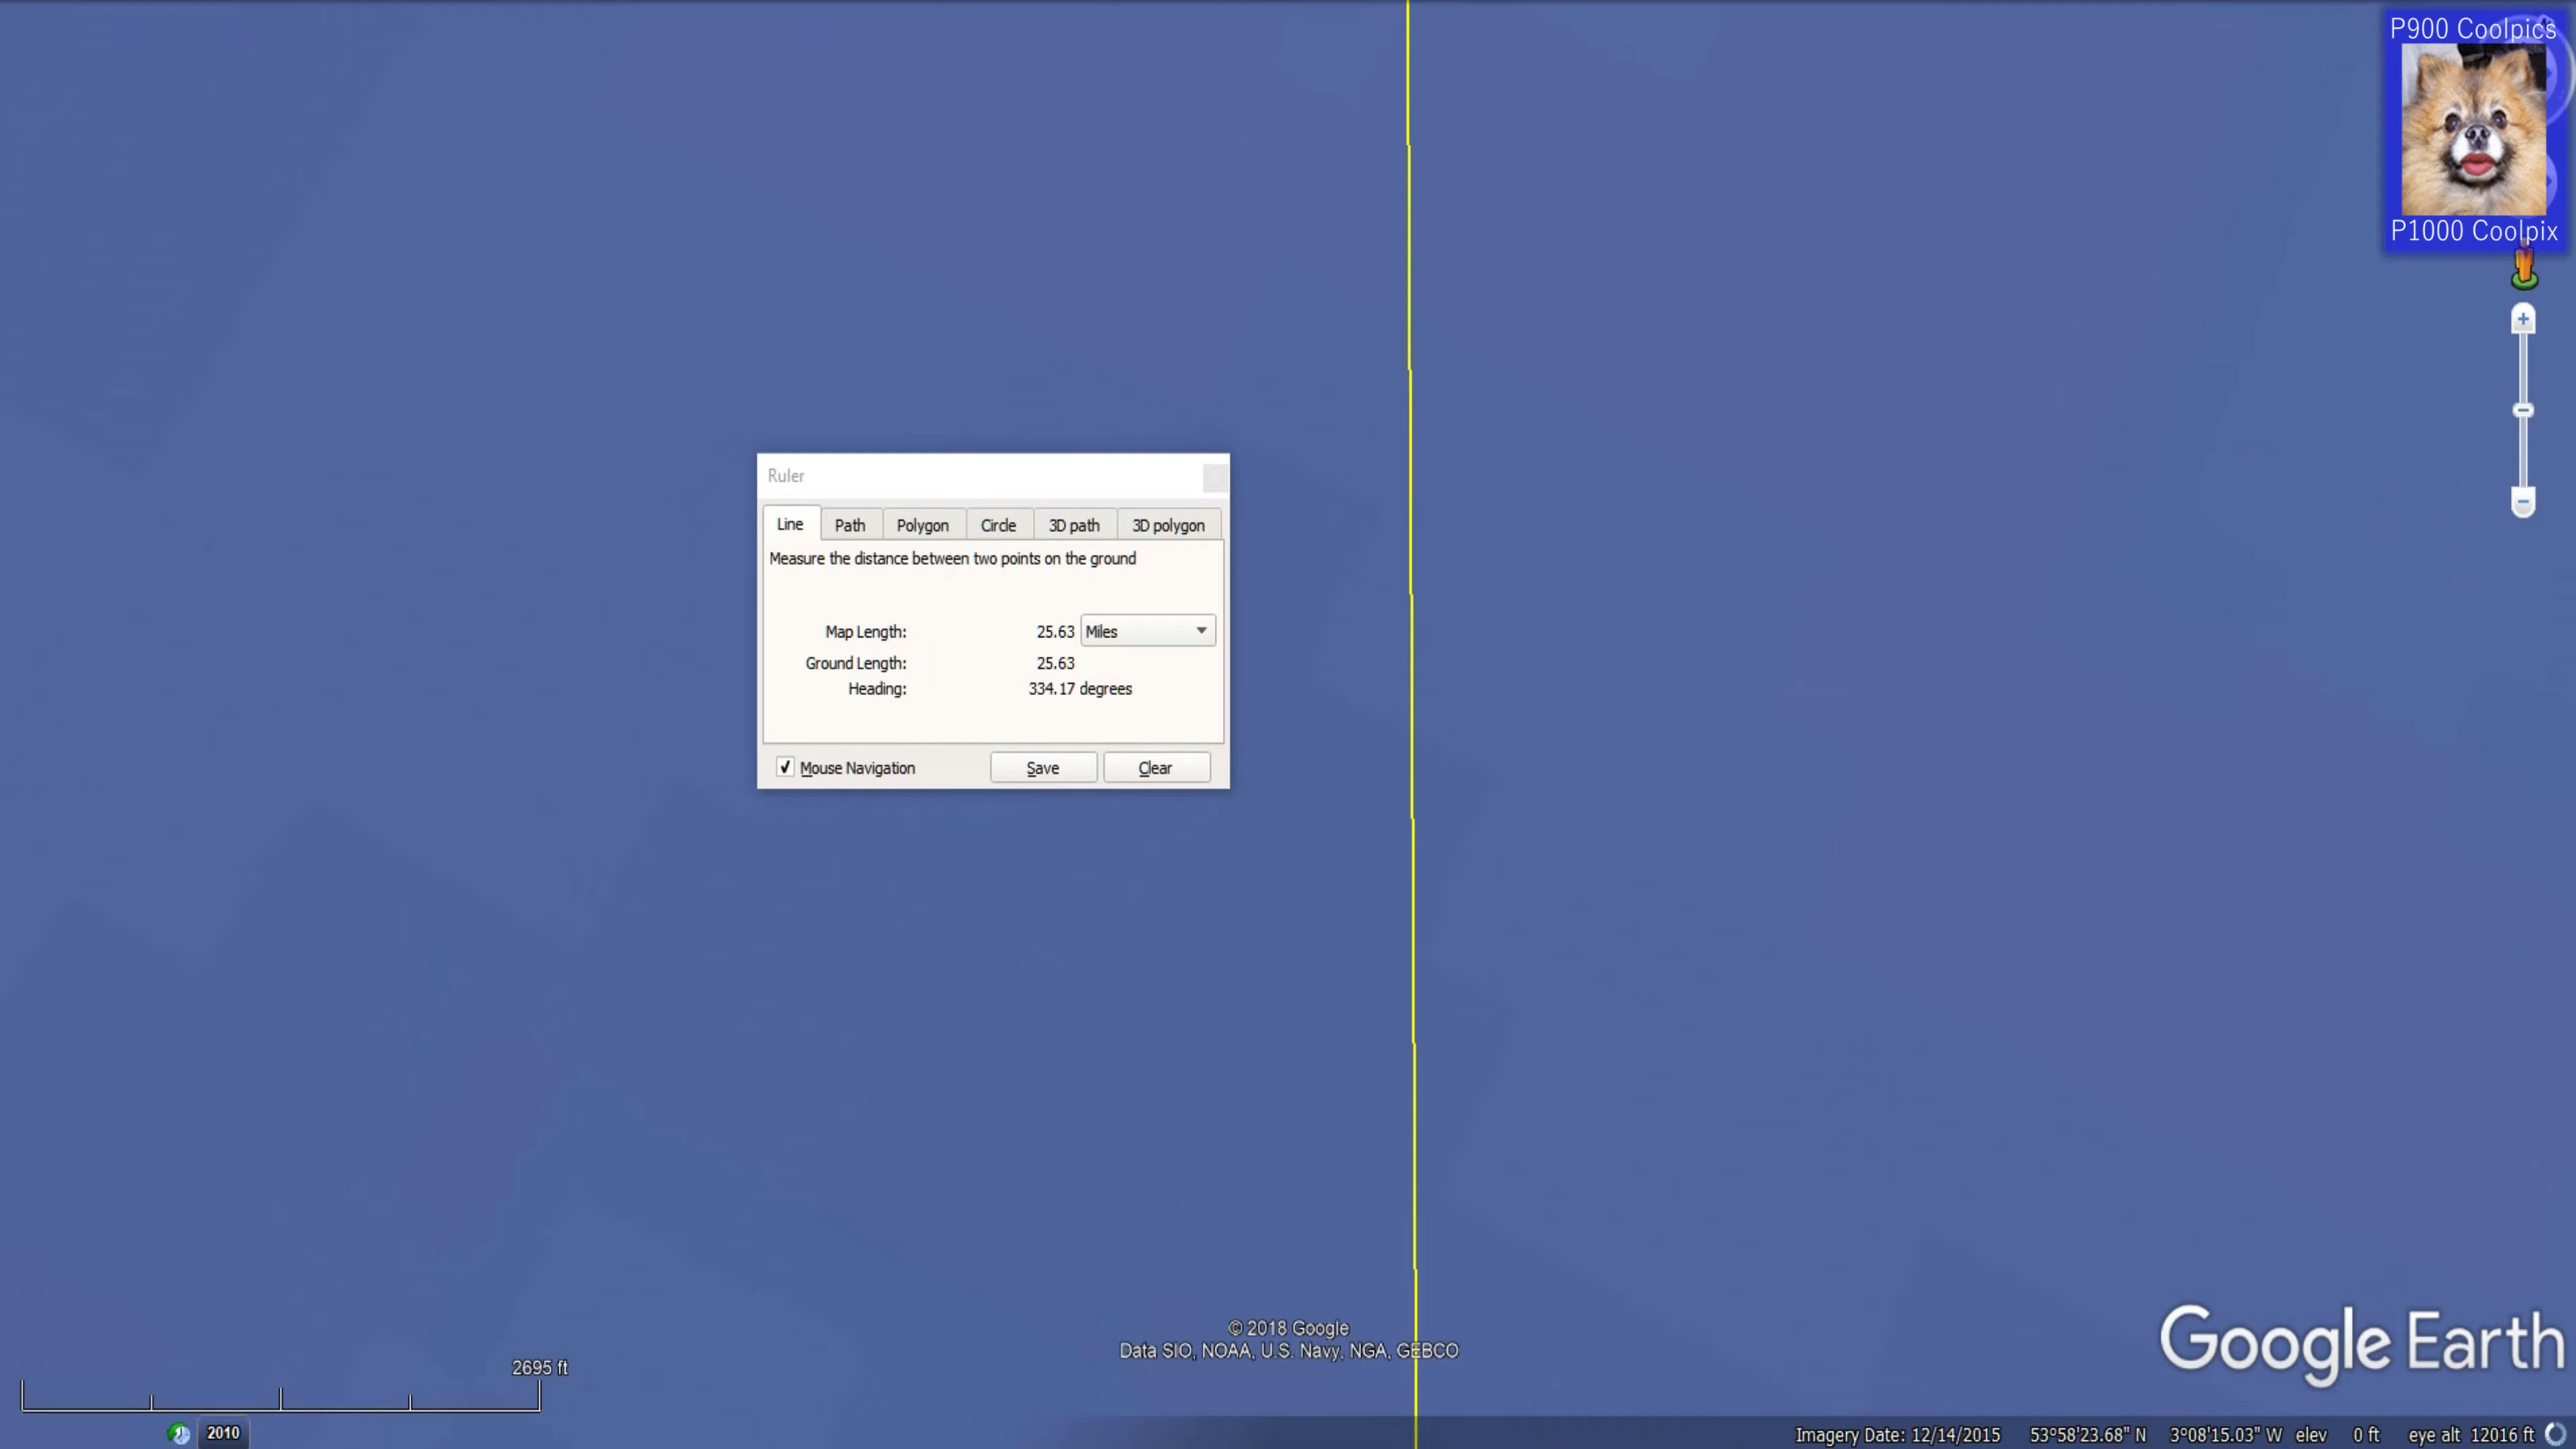 P900 Coolpics
P1000 Coolpix
Ruler
Line Path Polygon Circle 3D path 3D polygon
Measure the distance between two points on the ground
Map Length: 25.63 Miles
Ground Length: 25.63
Heading: 334.17 degrees
Mouse Navigation Save Clear
© 2018 Google
Data SIO, NOAA, U.S. Navy, NGA, GEBCO
Google Earth
2695 ft
2010
Imagery Date: 12/14/2015 53°58'23.68" N 3°08'15.03" W elev 0 ft eye alt 12016 ft